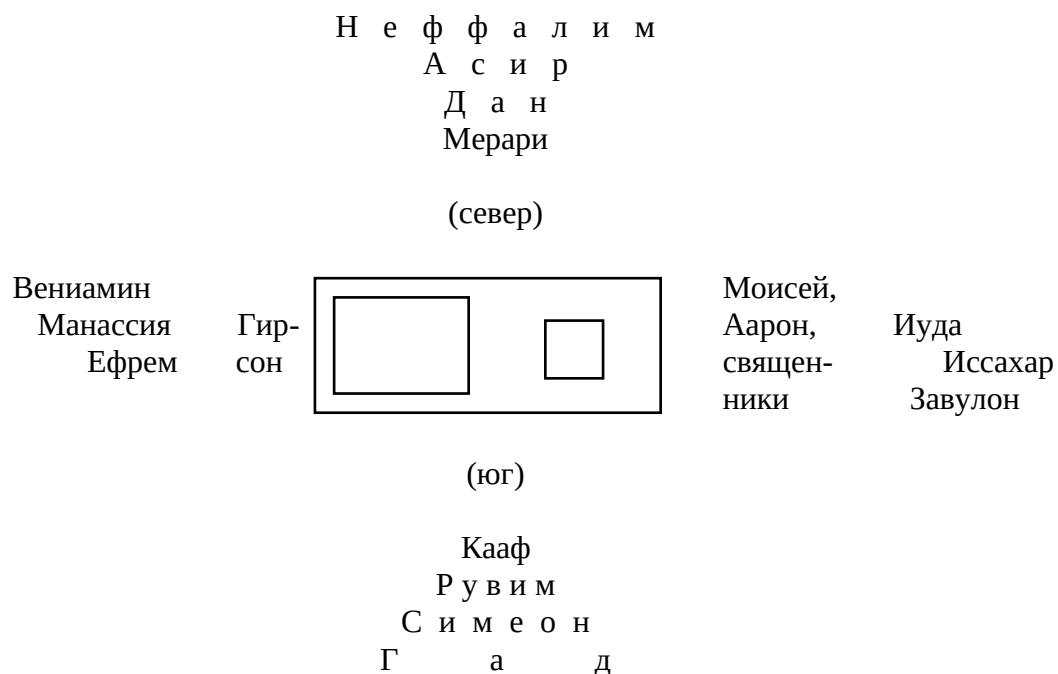 Н е ф ф а л и м
А с и р
Д а н
Мерари
(север)
Вениамин Моисей,
Манассия Гир- Аарон, Иуда
Ефрем сон священ- Иссахар
ники Завулон
(юг)
Кааф
Р у в и м
С и м е о н
Г а д